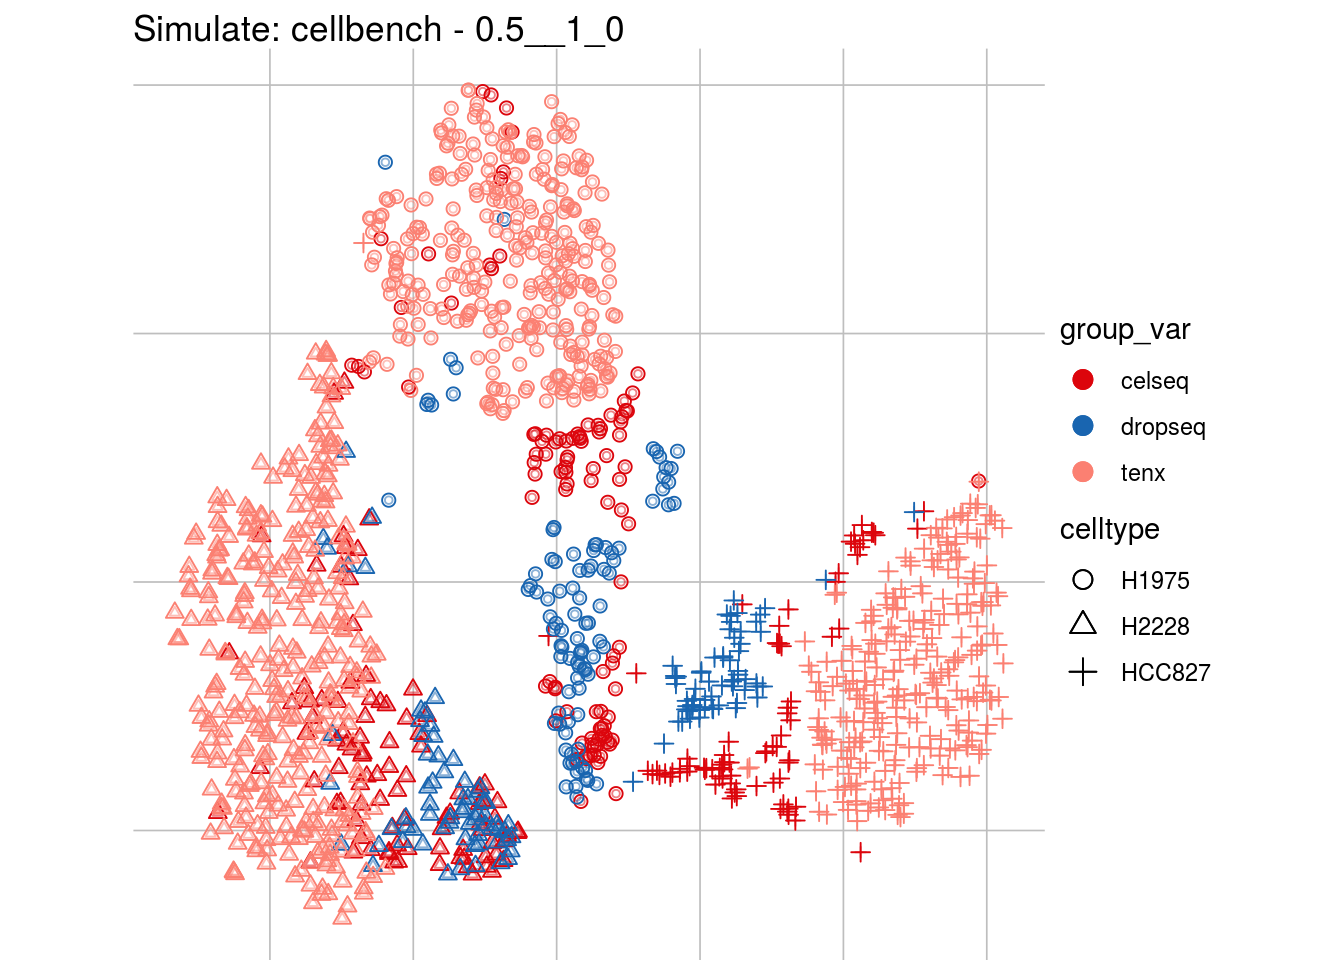 Simulate: cellbench - 0.5__1_0
group_var
celseq
dropseq
tenx
celltype
H1975
H2228
HCC827